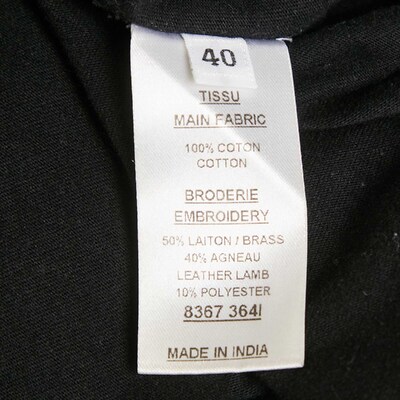 40
TISSU
MAIN FABRIC
100% COTON
COTTON
BRODERIE
EMBROIDERY
50% LAITON / BRASS
40% AGNEAU
LEATHER LAMB
10% POLYESTER
8367 364I
MADE IN INDIA